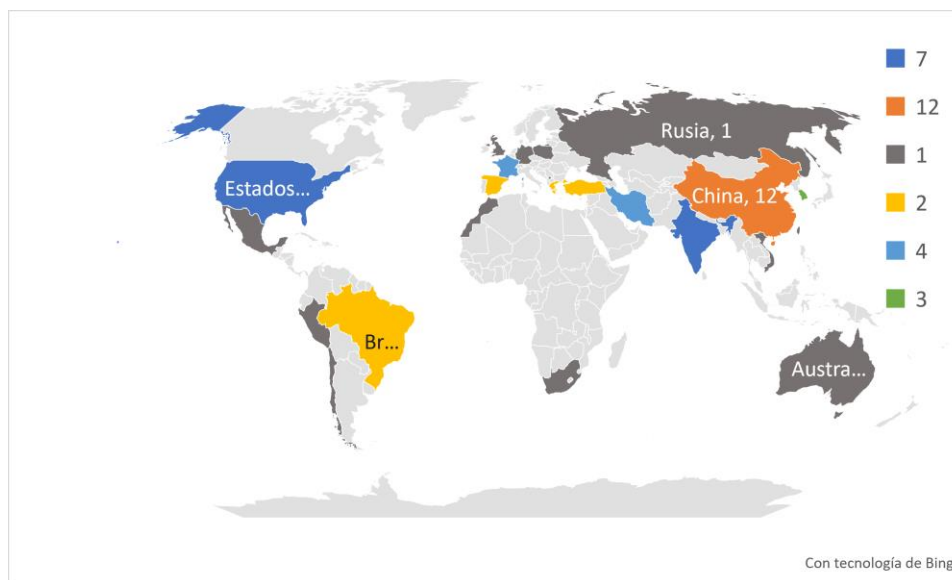 7
12
Rusia, 1
1
Estados...
China, 12
2
4
3
Br...
Austra...
Con tecnología de Bing